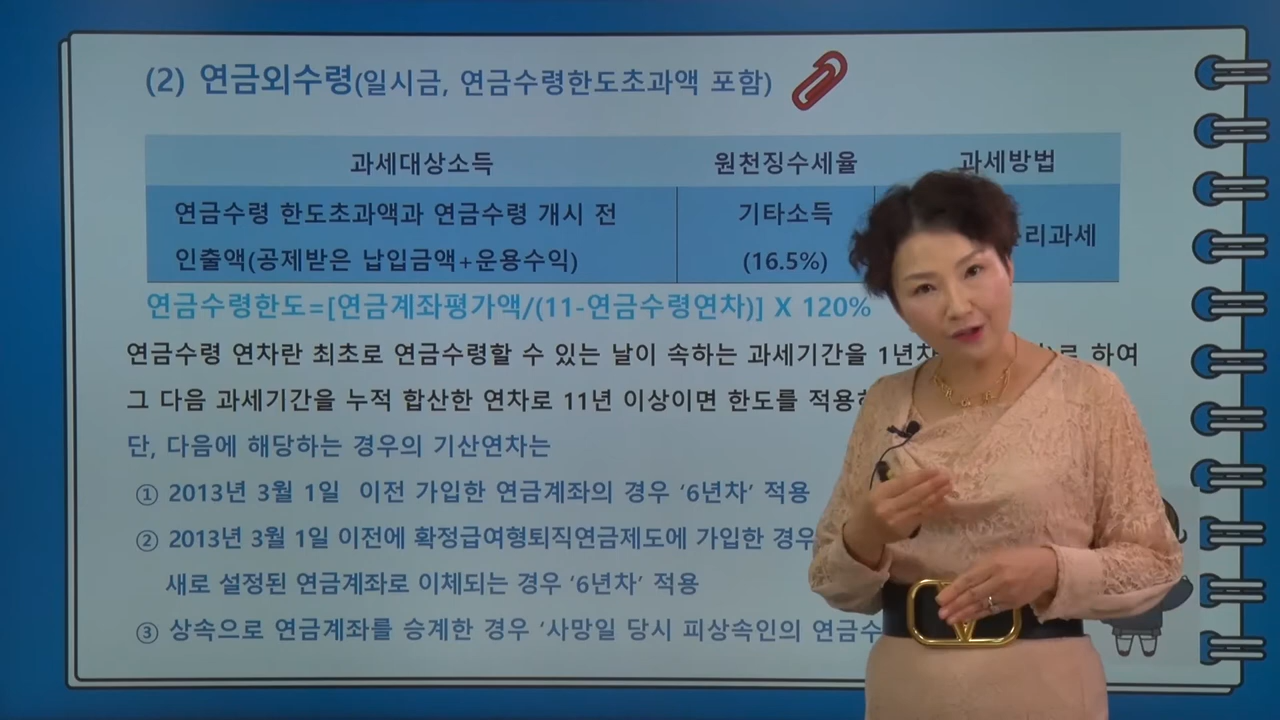 (2) 연금외수령(일시금, 연금수령한도초과액 포함)
과세대상소득 원천징수세율 과세방법
연금수령 한도초과액과 연금수령 개시 전
인출액(공제받은 납입금액+운용수익)
기타소득
(16.5%)
리과세
연금수령한도=[연금계좌평가액/(11-연금수령연차)] X 120%
연금수령 연차란 최초로 연금수령할 수 있는 날이 속하는 과세기간을 1년차 로 하여
그 다음 과세기간을 누적 합산한 연차로 11년 이상이면 한도를
단, 다음에 해당하는 경우의 기산연차는
① 2013년 3월 1일 이전 가입한 연금계좌의 경우 ‘6년차’ 적용
② 2013년 3월 1일 이전에 확정급여형퇴직연금제도에 가입한 경우
새로 설정된 연금계좌로 이체되는 경우 ‘6년차’ 적용
③ 상속으로 연금계좌를 승계한 경우 ‘사망일 당시 피상속인의